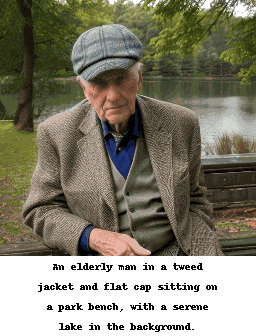 An elderly man in a tweed
jacket and flat cap sitting on
a park bench, with a serene
lake in the background.